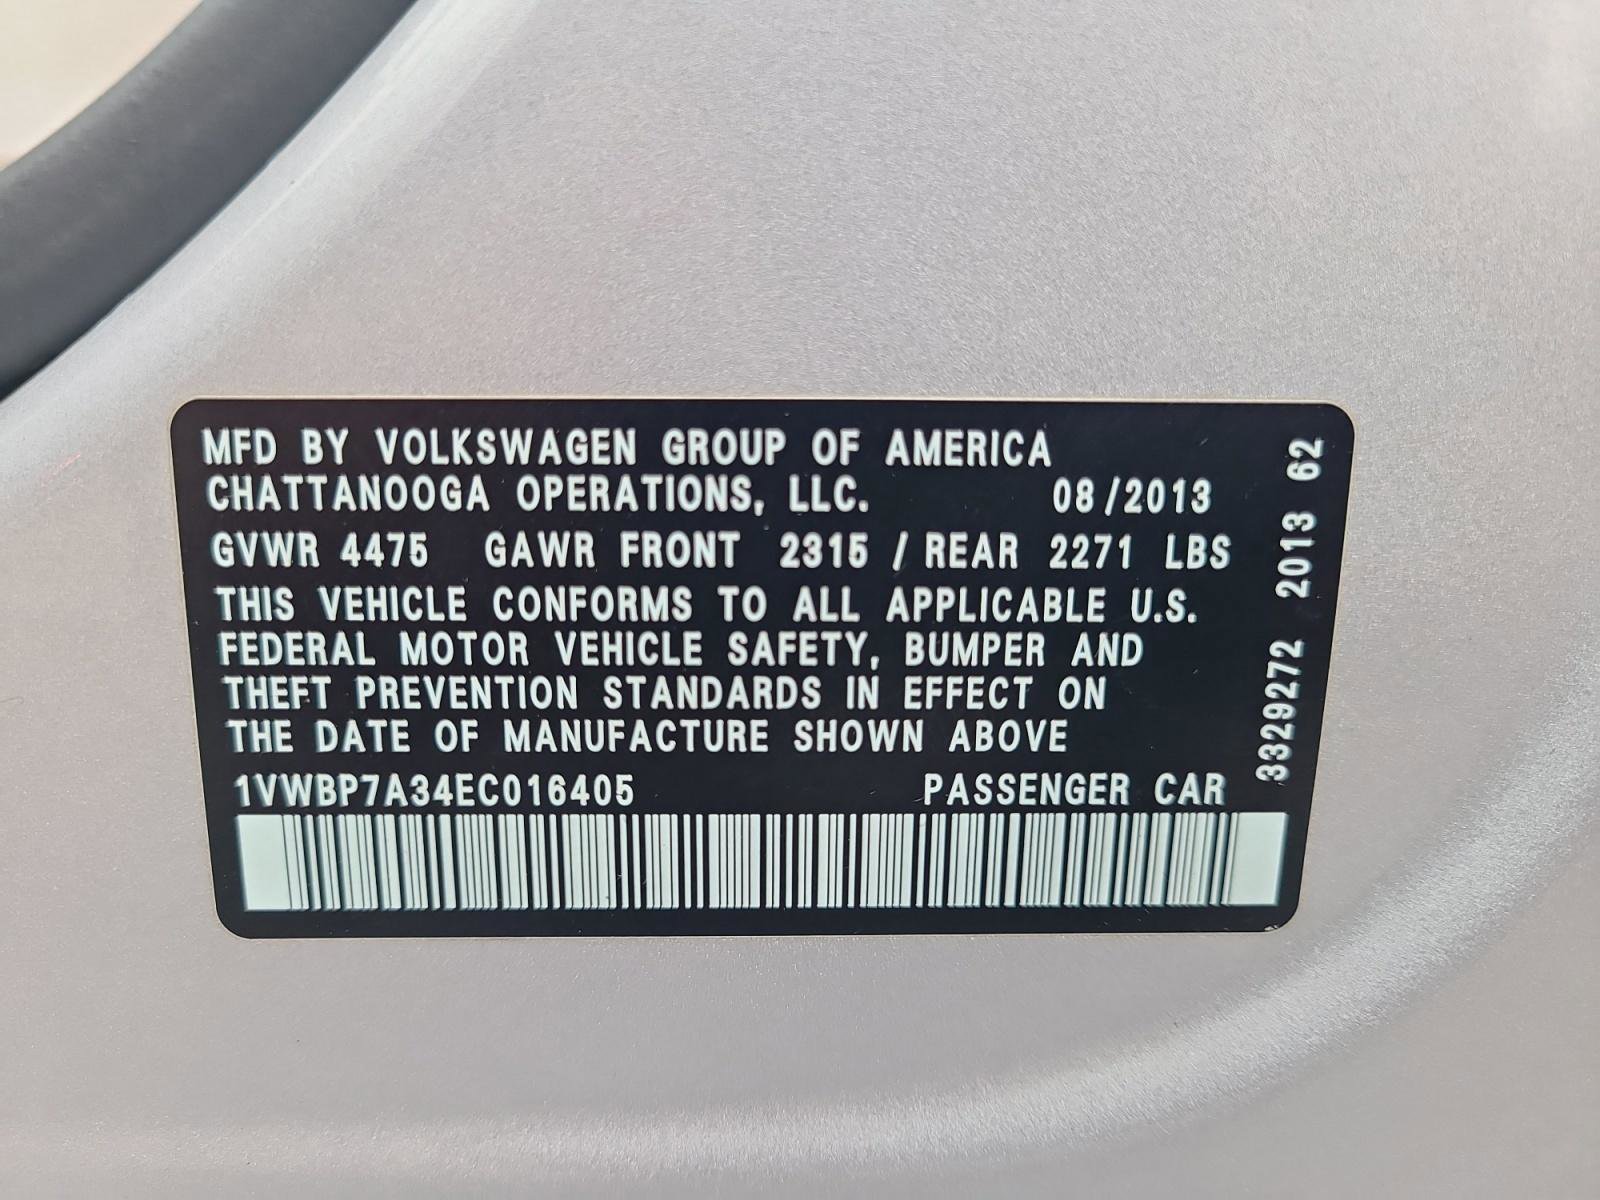 MFD BY VOLKSWAGEN GROUP OF AMERICA
CHATTANOOGA OPERATIONS, LLC. 08/2013
GVWR 4475 GAWR FRONT 2315 / REAR 2271 LBS
THIS VEHICLE CONFORMS TO ALL APPLICABLE U.S.
FEDERAL MOTOR VEHICLE SAFETY, BUMPER AND
THEFT PREVENTION STANDARDS IN EFFECT ON
THE DATE OF MANUFACTURE SHOWN ABOVE
1VWBP7A34EC016405 PASSENGER CAR
3329272 2013 62